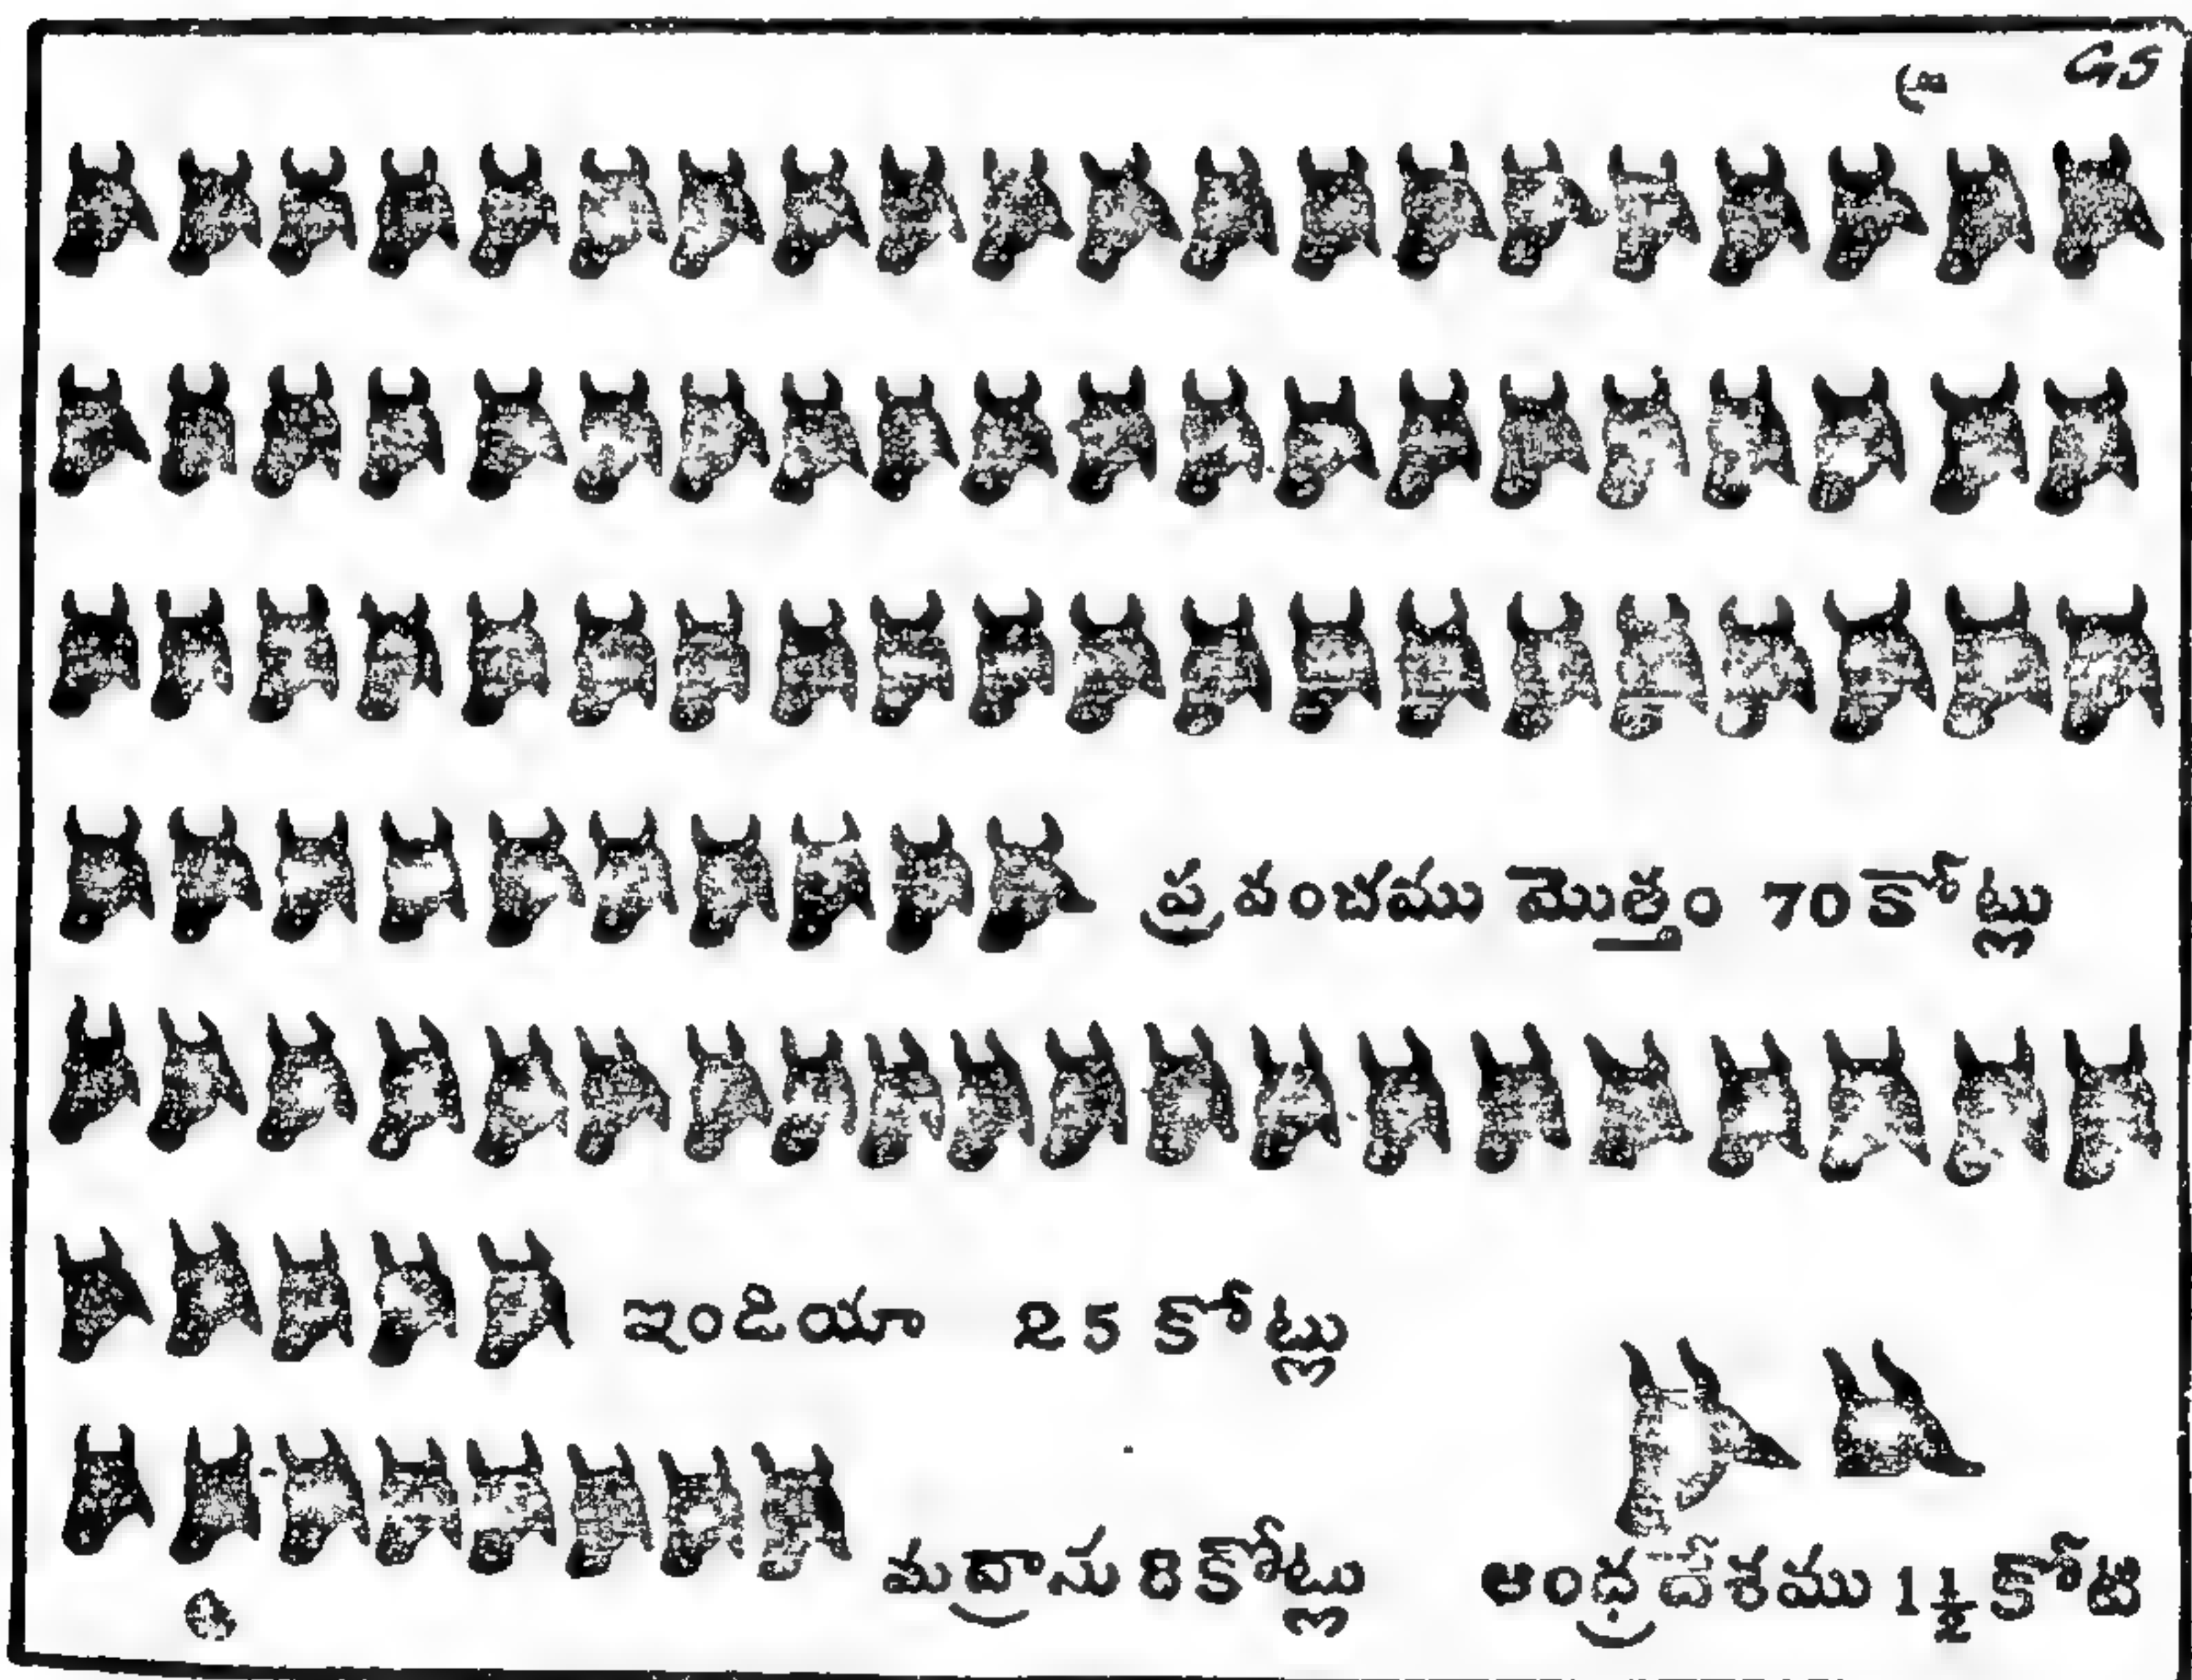 GS
ప్రపంచము మొత్తం 70 కోట్లు
ఇండియా 25 కోట్లు
మద్రాసు 8 కోట్లు
ఆంధ్రదేశము 1½ కోటి